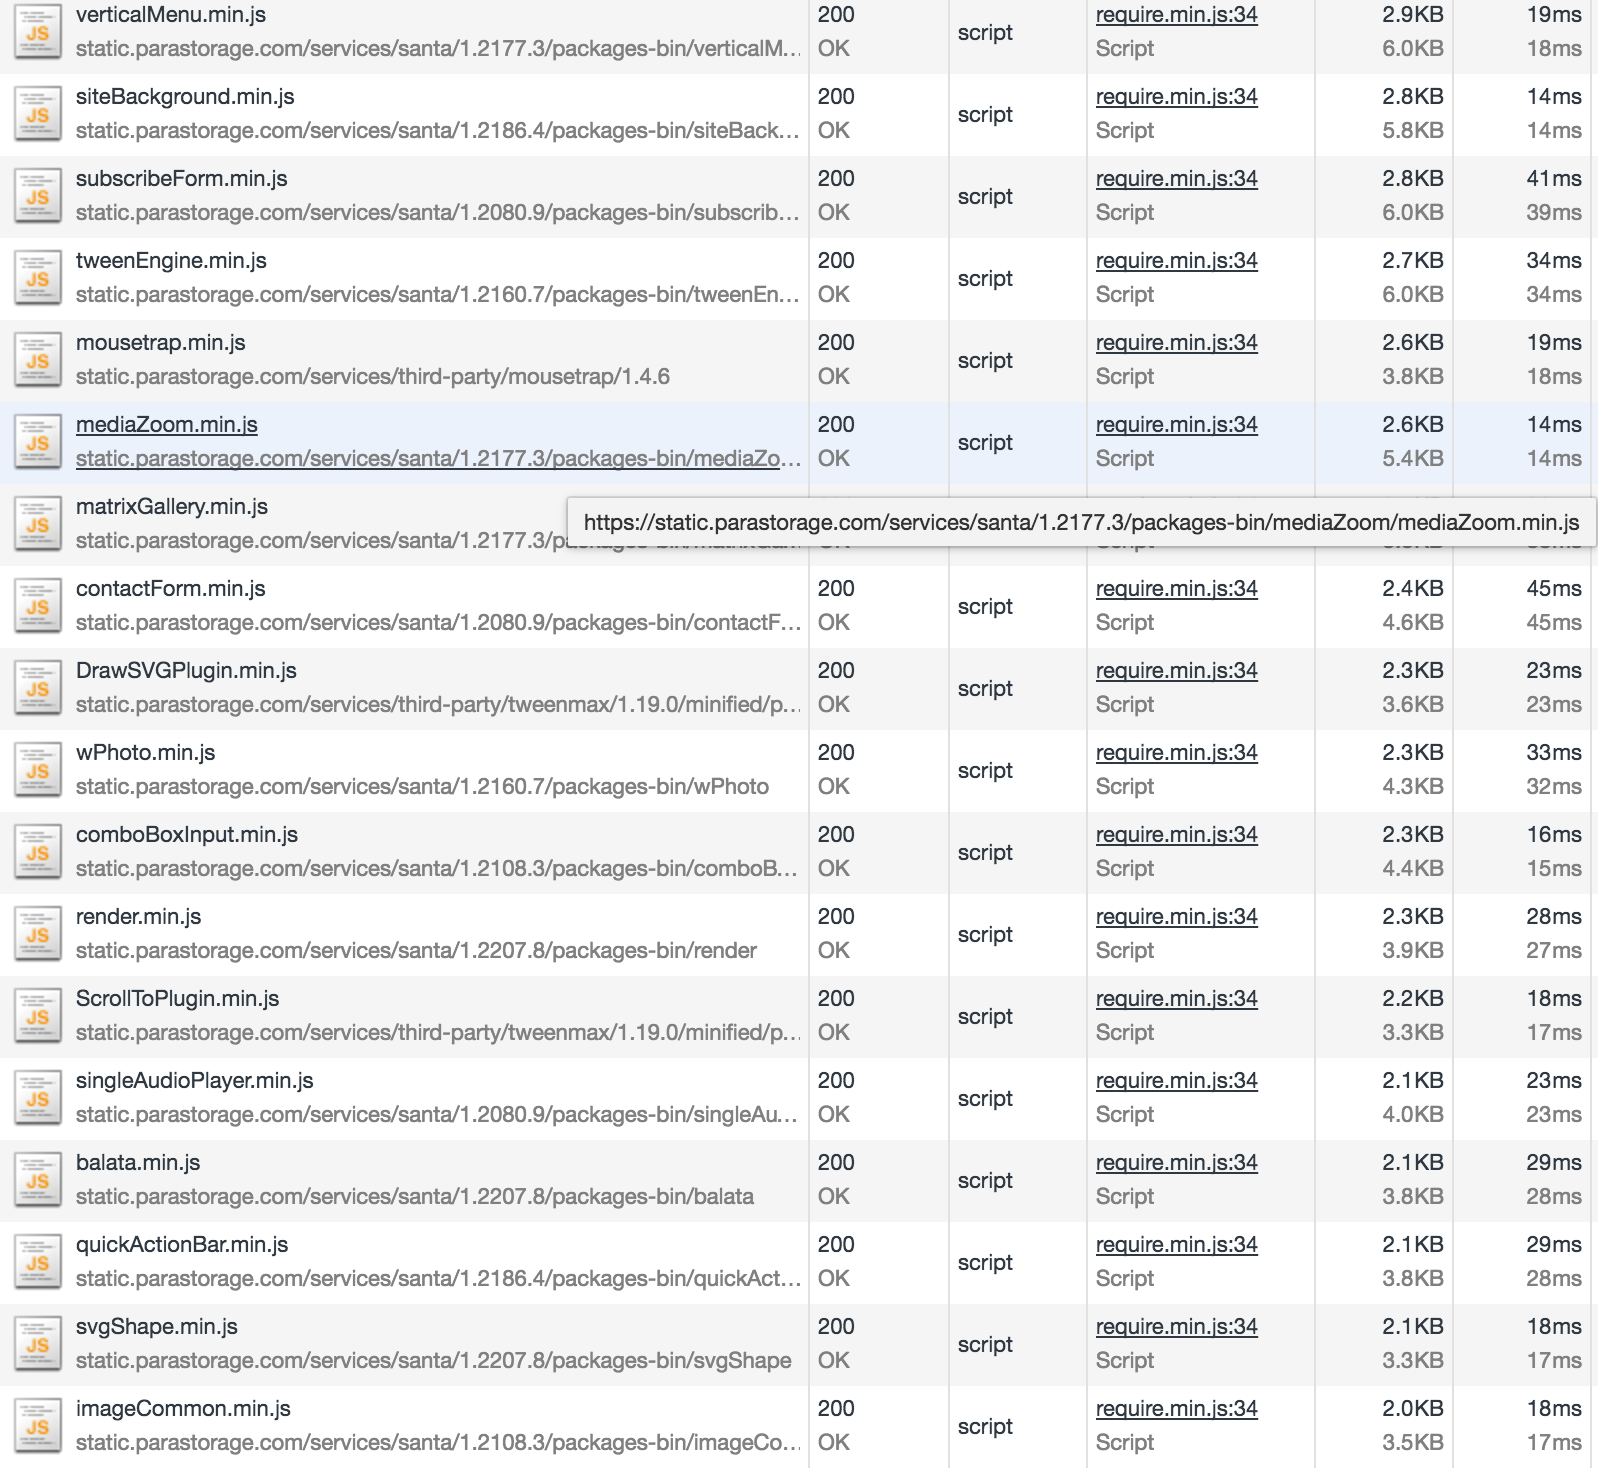 verticalMenu.min.js 200 require.min.js:34 2.9KB 19ms
JS script
static.parastorage.com/services/santa/1.2177.3/packages-bin/verticalM... OK Script 6.0KB 18ms
siteBackground.min.js 200 require.min.js:34 2.8KB 14ms
JS script
static.parastorage.com/services/santa/1.2186.4/packages-bin/siteBack... OK Script 5.8KB 14ms
subscribeForm.min.js 200 require.min.js:34 2.8KB 41ms
JS script
static.parastorage.com/services/santa/1.2080.9/packages-bin/subscrib... OK Script 6.0KB 39ms
tweenEngine.min.js 200 require.min.js:34 2.7KB 34ms
JS script
static.parastorage.com/services/santa/1.2160.7/packages-bin/tweenEn... OK Script 6.0KB 34ms
mousetrap.min.js 200 require.min.js:34 2.6KB 19ms
JS script
static.parastorage.com/services/third-party/mousetrap/1.4.6 OK Script 3.8KB 18ms
mediaZoom.min.js 200 require.min.js:34 2.6KB 14ms
JS script
static.parastorage.com/services/santa/1.2177.3/packages-bin/mediaZo... OK Script 5.4KB 14ms
matrixGallery.min.js
https://static.parastorage.com/services/santa/1.2177.3/packages-bin/mediaZoom/mediaZoom.min.js
JS
static.parastorage.com/services/santa/1.2177.3/
contactForm.min.js 200 require.min.js:34 2.4KB 45ms
JS script
static.parastorage.com/services/santa/1.2080.9/packages-bin/contactF... OK Script 4.6KB 45ms
DrawSVGPlugin.min.js 200 require.min.js:34 2.3KB 23ms
JS script
static.parastorage.com/services/third-party/tweenmax/1.19.0/minified/p... OK Script 3.6KB 23ms
wPhoto.min.js 200 require.min.js:34 2.3KB 33ms
JS script
static.parastorage.com/services/santa/1.2160.7/packages-bin/wPhoto OK Script 4.3KB 32ms
comboBoxInput.min.js 200 require.min.js:34 2.3KB 16ms
JS script
static.parastorage.com/services/santa/1.2108.3/packages-bin/comboB... OK Script 4.4KB 15ms
render.min.js 200 require.min.js:34 2.3KB 28ms
JS script
static.parastorage.com/services/santa/1.2207.8/packages-bin/render OK Script 3.9KB 27ms
ScrollToPlugin.min.js 200 require.min.js:34 2.2KB 18ms
JS script
static.parastorage.com/services/third-party/tweenmax/1.19.0/minified/p... OK Script 3.3KB 17ms
singleAudioPlayer.min.js 200 require.min.js:34 2.1KB 23ms
JS script
static.parastorage.com/services/santa/1.2080.9/packages-bin/singleAu... OK Script 4.0KB 23ms
balata.min.js 200 require.min.js:34 2.1KB 29ms
JS script
static.parastorage.com/services/santa/1.2207.8/packages-bin/balata OK Script 3.8KB 28ms
quickActionBar.min.js 200 require.min.js:34 2.1KB 29ms
JS script
static.parastorage.com/services/santa/1.2186.4/packages-bin/quickAct... OK Script 3.8KB 28ms
svgShape.min.js 200 require.min.js:34 2.1KB 18ms
JS script
static.parastorage.com/services/santa/1.2207.8/packages-bin/svgShape OK Script 3.3KB 17ms
imageCommon.min.js 200 require.min.js:34 2.0KB 18ms
JS script
static.parastorage.com/services/santa/1.2108.3/packages-bin/imageCo... OK Script 3.5KB 17ms